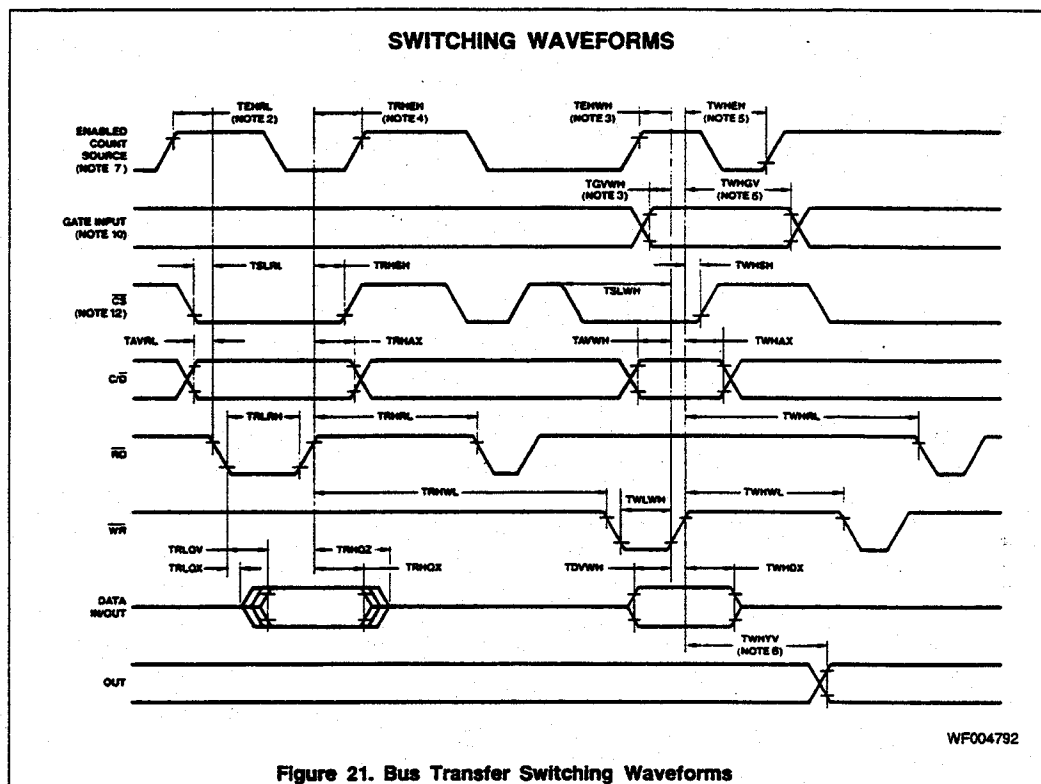 SWITCHING WAVEFORMS
TEHRL
(NOTE 2)
TRHEH
(NOTE 4)
TEHWH
(NOTE 3)
TWHEH
(NOTE 5)
ENABLED
COUNT
SOURCE
(NOTE 7)
TGVWH
(NOTE 3)
TWHGV
(NOTE 5)
GATE INPUT
(NOTE 10)
TSLRL
TRHSH
TSLWH
TWHSH
CS
(NOTE 12)
TAVRL
TRHAX
TAVWH
TWHAX
C/D
TRLRH
TRHRL
TWHRL
RD
TRHWL
TWLWH
TWHWL
WR
TRLQV
TRHQZ
TRLQX
TRHQX
TDVWH
TWHDX
DATA
IN/OUT
TWHYV
(NOTE 6)
OUT
WF004792
Figure 21. Bus Transfer Switching Waveforms